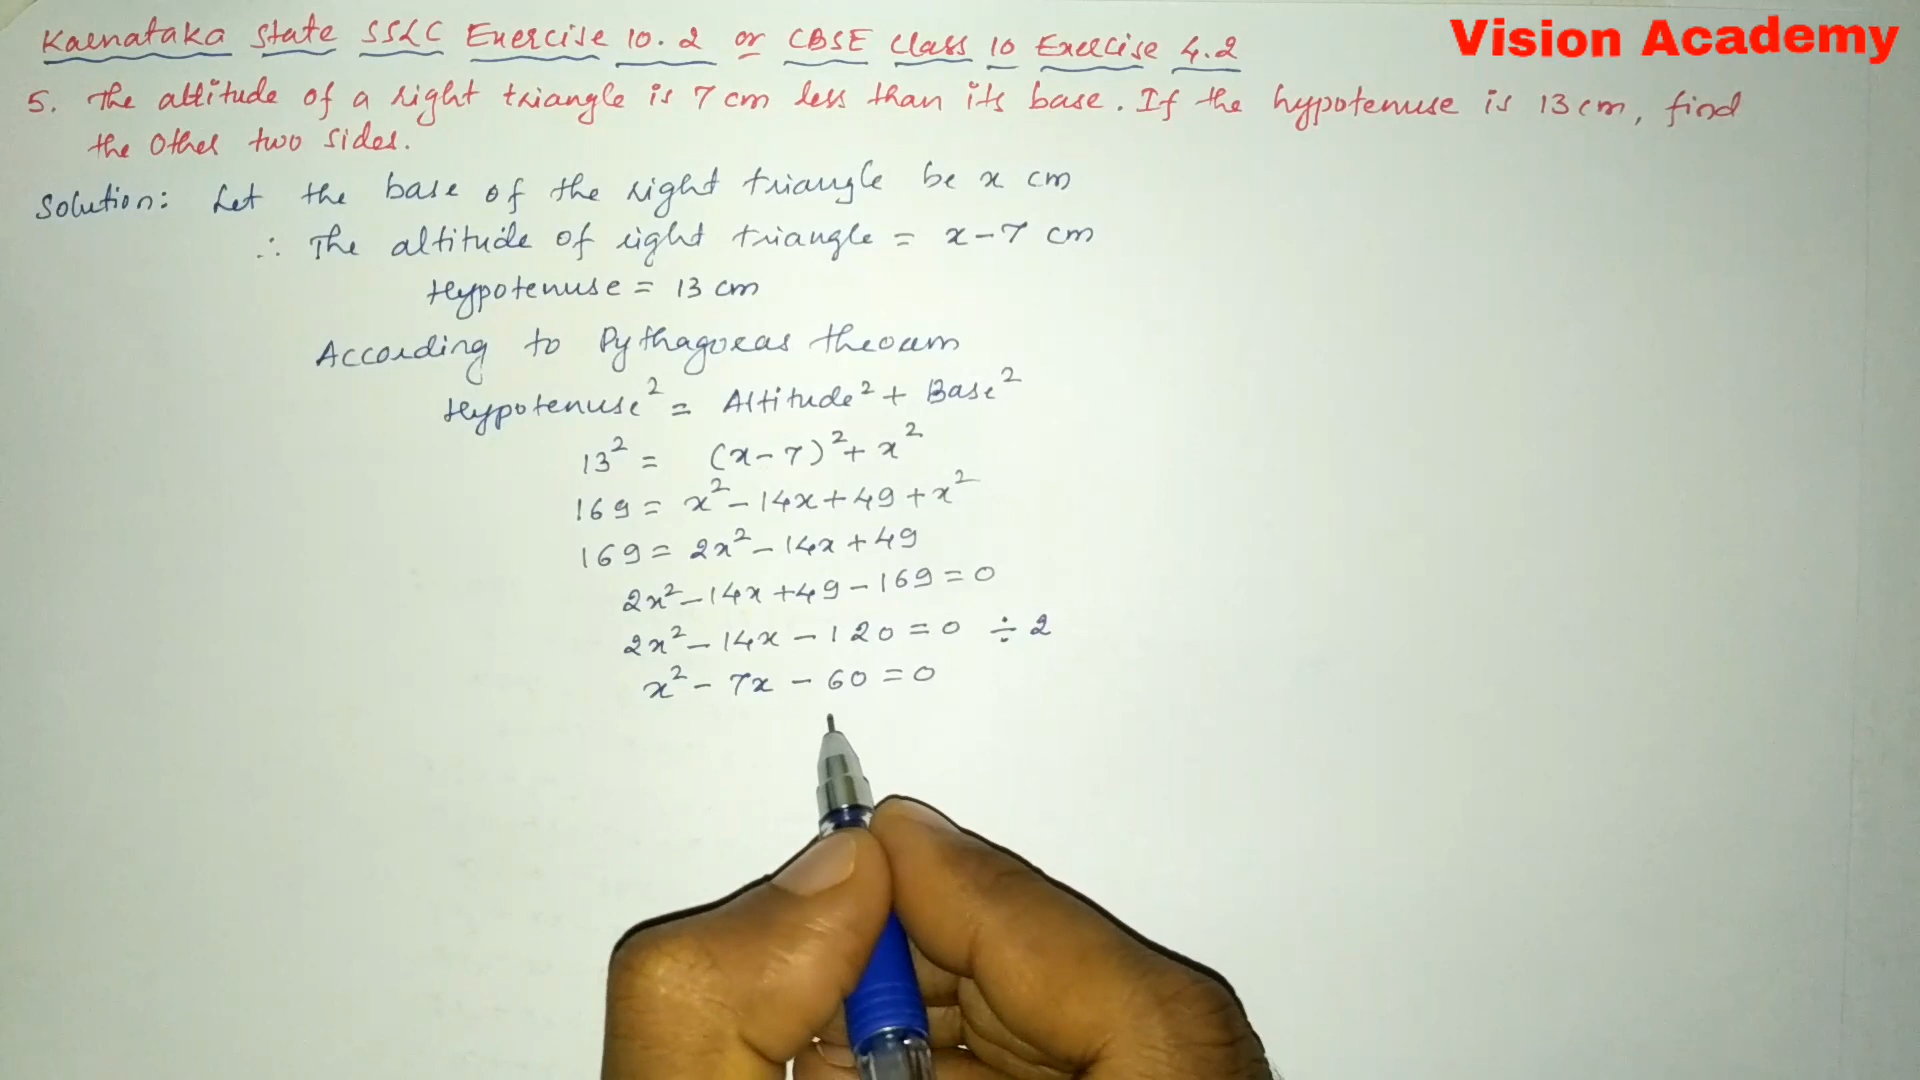 Karnataka State SSLC Exercise 10.2 or CBSE Class 10 Exercise 4.2
Vision Academy
5. The altitude of a right triangle is 7 cm less than its base. If the hypotenuse is 13 cm, find
the other two sides.
Solution: Let the base of the right triangle be x cm
∴ The altitude of right triangle = x - 7 cm
Hypotenuse = 13 cm
According to Pythagoras theorem
Hypotenuse² = Altitude² + Base²
13² = (x - 7)² + x²
169 = x² - 14x + 49 + x²
169 = 2x² - 14x + 49
2x² - 14x + 49 - 169 = 0
2x² - 14x - 120 = 0 ÷ 2
x² - 7x - 60 = 0